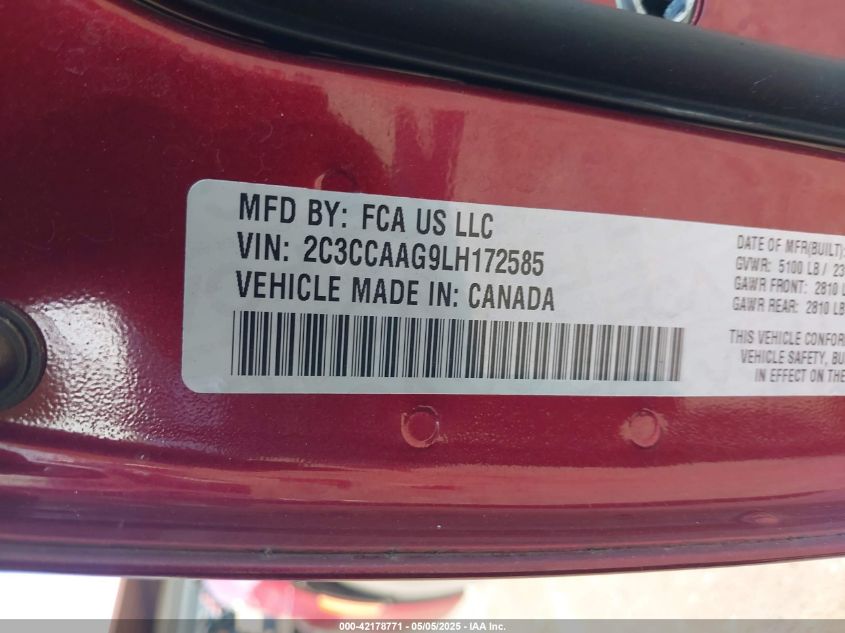 MFD BY: FCA US LLC
VIN: 2C3CCAAG9LH172585
VEHICLE MADE IN: CANADA
DATE OF MFR(BUILT):
GVWR: 5100 LB / 23
GAWR FRONT: 2810
GAWR REAR: 2810 LB
THIS VEHICLE CONFOR
VEHICLE SAFETY, BU
IN EFFECT ON THE
000-42178771 - 05/05/2025 - IAA Inc.